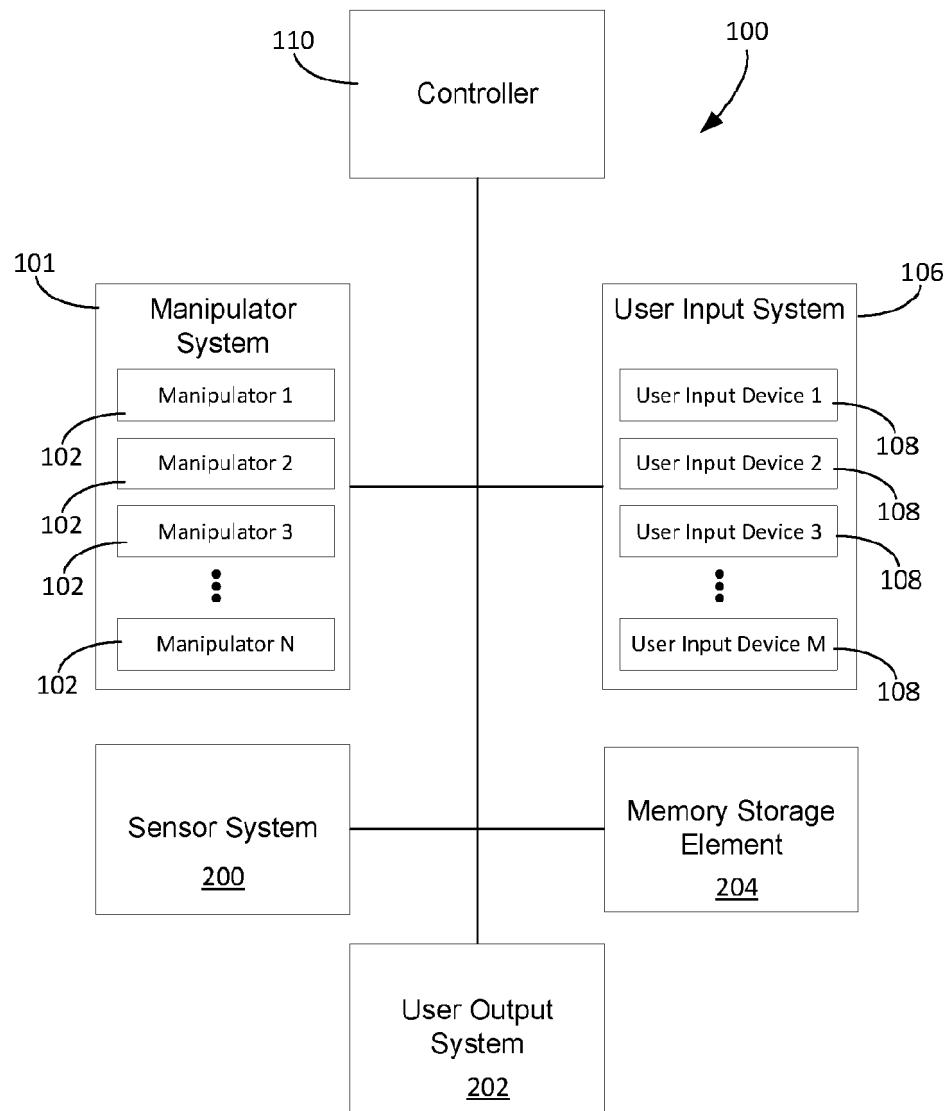 110
Controller
100
101
Manipulator
System
Manipulator 1
102
Manipulator 2
102
Manipulator 3
102
Manipulator N
102
106
User Input System
User Input Device 1
108
User Input Device 2
108
User Input Device 3
108
User Input Device M
108
Sensor System
200
Memory Storage
Element
204
User Output
System
202